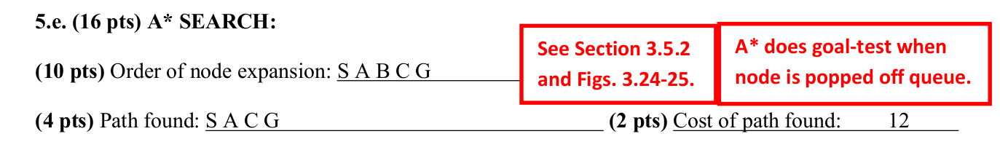 5.e. (16 pts) A* SEARCH:
See Section 3.5.2
and Figs. 3.24-25.
A* does goal-test when
node is popped off queue.
(10 pts) Order of node expansion: S A B C G
(4 pts) Path found: S A C G
(2 pts) Cost of path found: 12